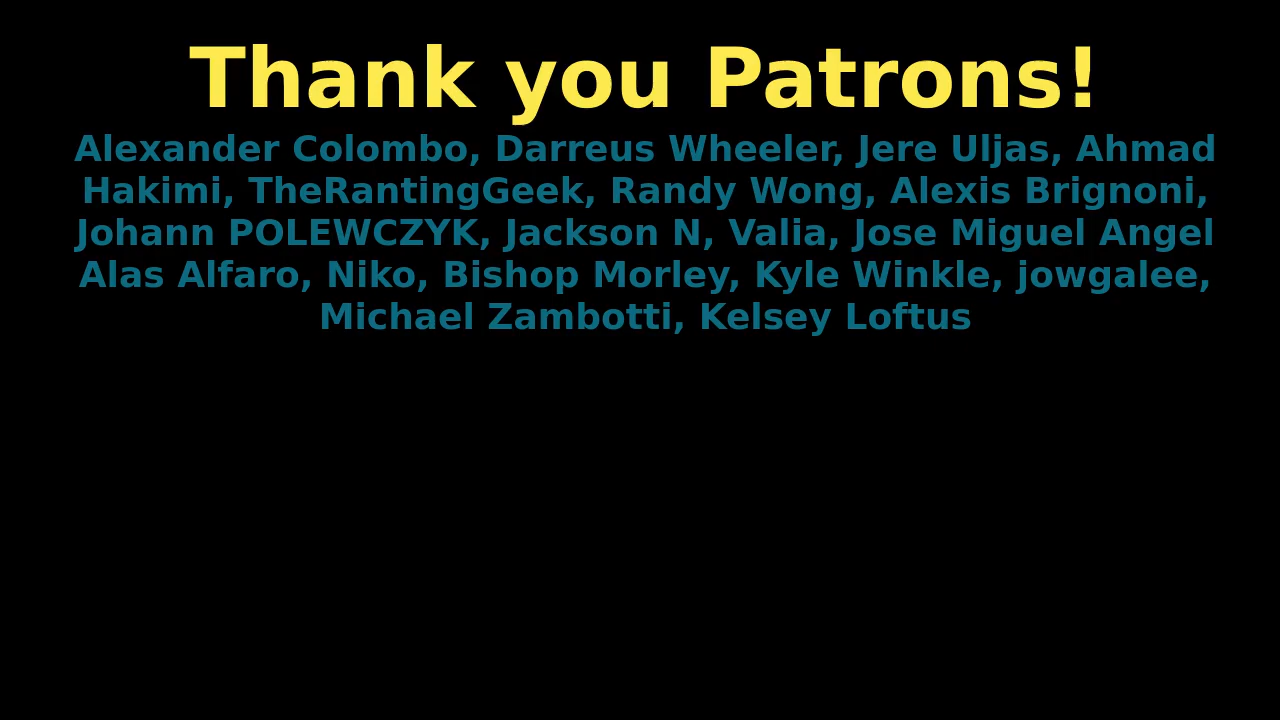 Thank you Patrons!
Alexander Colombo, Darreus Wheeler, Jere Uljas, Ahmad
Hakimi, TheRantingGeek, Randy Wong, Alexis Brignoni,
Johann POLEWCZYK, Jackson N, Valia, Jose Miguel Angel
Alas Alfaro, Niko, Bishop Morley, Kyle Winkle, jowgalee,
Michael Zambotti, Kelsey Loftus